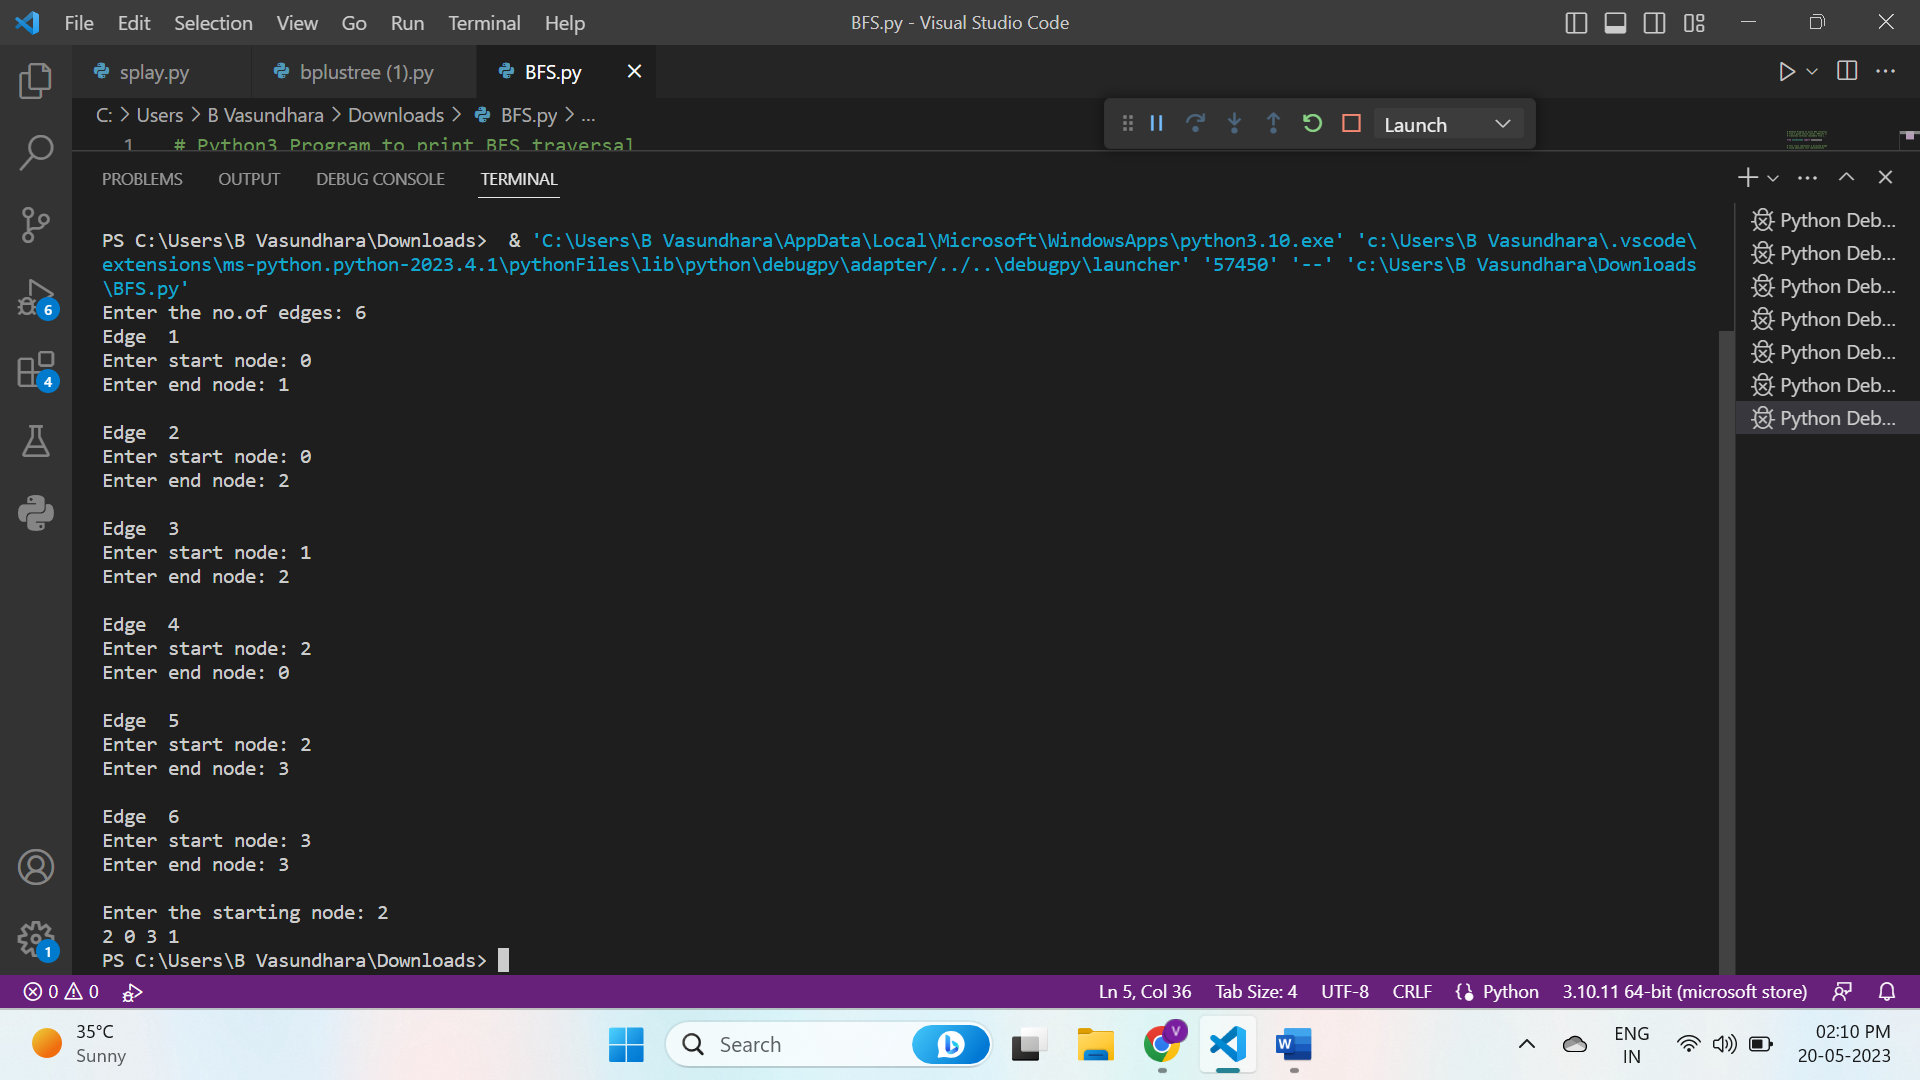 File Edit Selection View Go Run Terminal Help BFS.py - Visual Studio Code
splay.py bplustree (1).py BFS.py
C: > Users > B Vasundhara > Downloads > BFS.py > ...
Launch
1 # Python3 Program to print BFS traversal
PROBLEMS OUTPUT DEBUG CONSOLE TERMINAL
PS C:\Users\B Vasundhara\Downloads>  & 'C:\Users\B Vasundhara\AppData\Local\Microsoft\WindowsApps\python3.10.exe' 'c:\Users\B Vasundhara\.vscode\
extensions\ms-python.python-2023.4.1\pythonFiles\lib\python\debugpy\adapter/../..\debugpy\launcher' '57450' '--' 'c:\Users\B Vasundhara\Downloads
\BFS.py'
Enter the no.of edges: 6
Edge  1
Enter start node: 0
Enter end node: 1
Edge  2
Enter start node: 0
Enter end node: 2
Edge  3
Enter start node: 1
Enter end node: 2
Edge  4
Enter start node: 2
Enter end node: 0
Edge  5
Enter start node: 2
Enter end node: 3
Edge  6
Enter start node: 3
Enter end node: 3
Enter the starting node: 2
2 0 3 1
PS C:\Users\B Vasundhara\Downloads>
Python Deb...
Python Deb...
Python Deb...
Python Deb...
Python Deb...
Python Deb...
Python Deb...
6
4
1
0 0 Ln 5, Col 36 Tab Size: 4 UTF-8 CRLF Python 3.10.11 64-bit (microsoft store)
35°C
Sunny
Search
V
W
ENG
IN
02:10 PM
20-05-2023